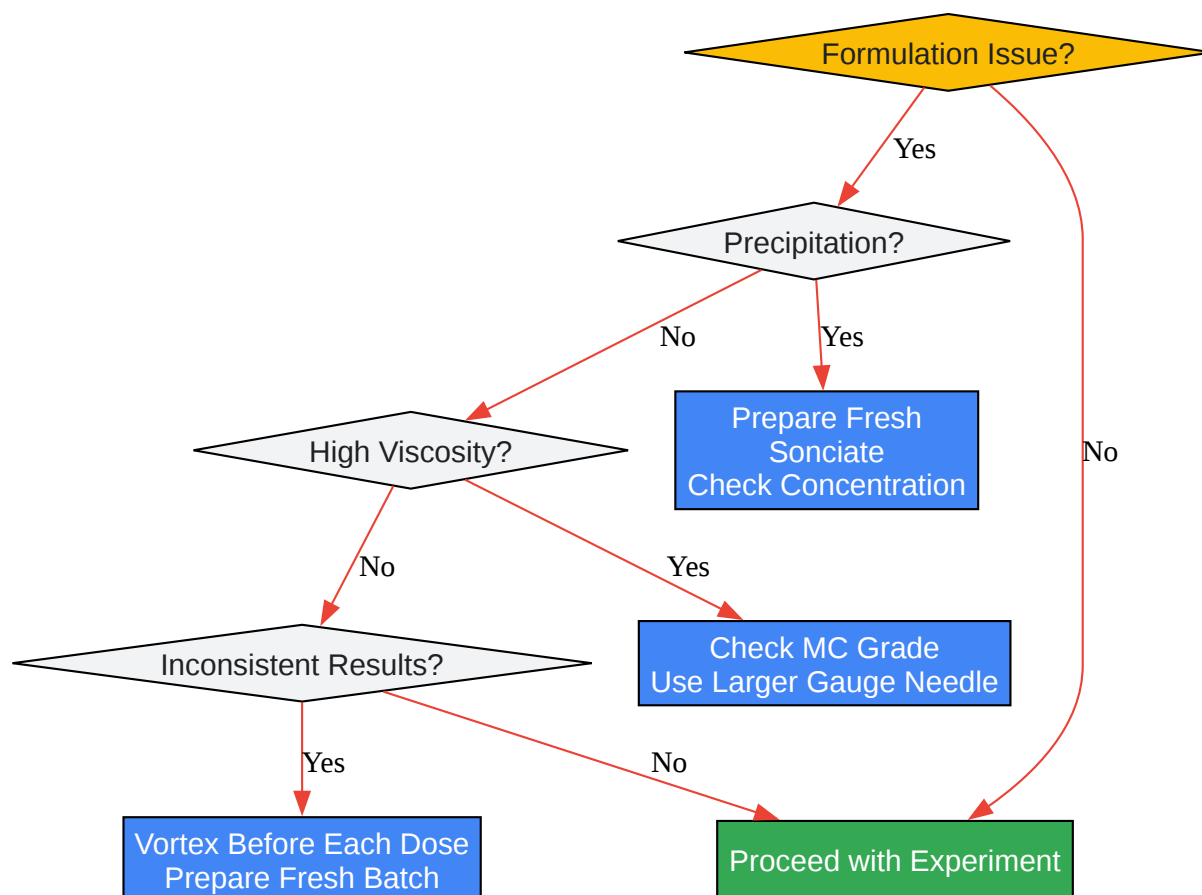 Formulation Issue?
Yes
Precipitation?
No
Yes
Prepare Fresh
Sonciate
Check Concentration
No
High Viscosity?
No
Yes
Check MC Grade
Use Larger Gauge Needle
Inconsistent Results?
Yes
No
Vortex Before Each Dose
Prepare Fresh Batch
Proceed with Experiment